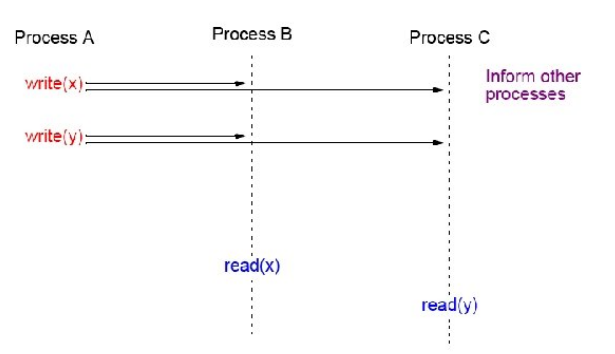 Process A
Process B
Process C
write(x)
Inform other
processes
write(y)
read(x)
read(y)